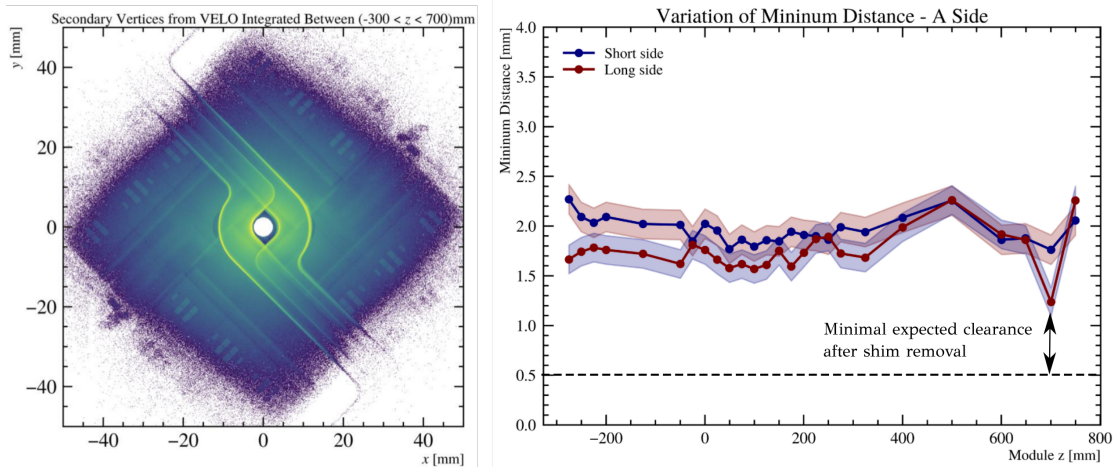 Secondary Vertices from VELO Integrated Between (-300 < z < 700)mm
y [mm]
40
20
0
−20
−40
−40
−20
0
20
40
x [mm]
Variation of Mininum Distance - A Side
Mininum Distance [mm]
4.0
3.5
3.0
2.5
2.0
1.5
1.0
0.5
0.0
Short side
Long side
Minimal expected clearance
after shim removal
−200
0
200
400
600
800
Module z [mm]